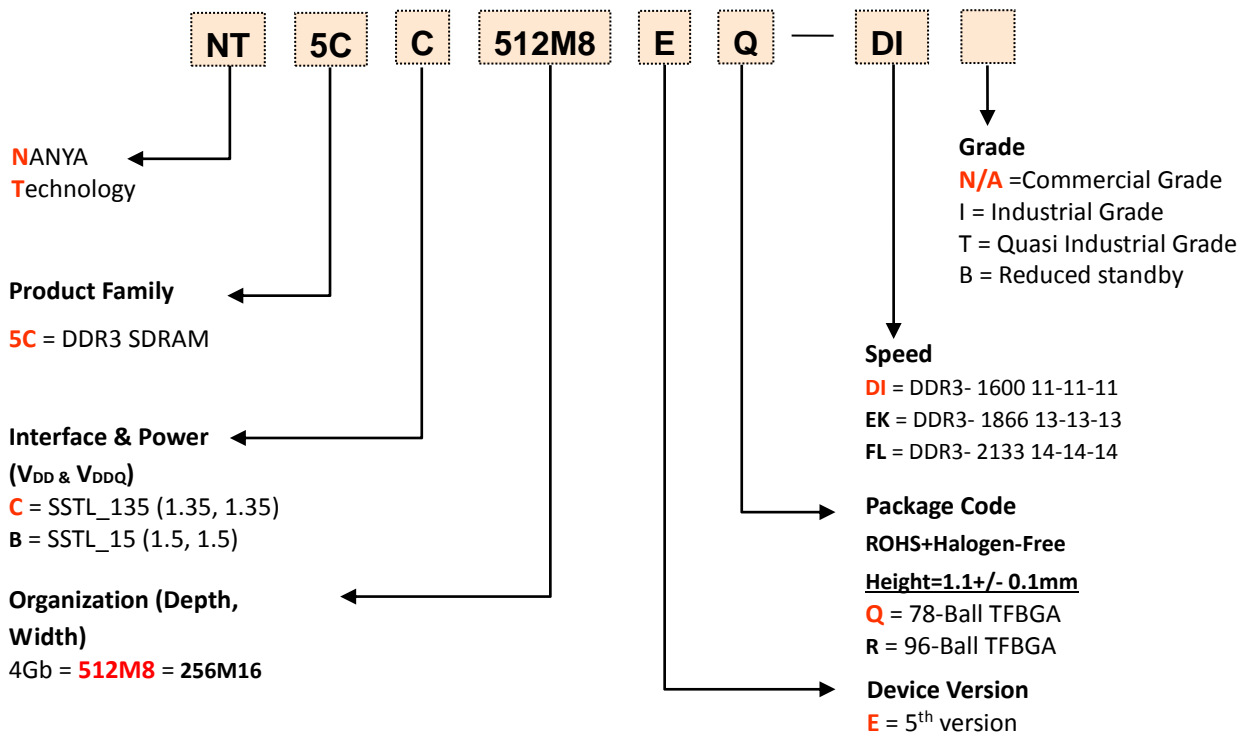 NT 5C C 512M8 E Q — DI
NANYA
Technology
Product Family
5C = DDR3 SDRAM
Interface & Power
(VDD & VDDQ)
C = SSTL_135 (1.35, 1.35)
B = SSTL_15 (1.5, 1.5)
Organization (Depth,
Width)
4Gb = 512M8 = 256M16
Grade
N/A =Commercial Grade
I = Industrial Grade
T = Quasi Industrial Grade
B = Reduced standby
Speed
DI = DDR3- 1600 11-11-11
EK = DDR3- 1866 13-13-13
FL = DDR3- 2133 14-14-14
Package Code
ROHS+Halogen-Free
Height=1.1+/- 0.1mm
Q = 78-Ball TFBGA
R = 96-Ball TFBGA
Device Version
E = 5th version